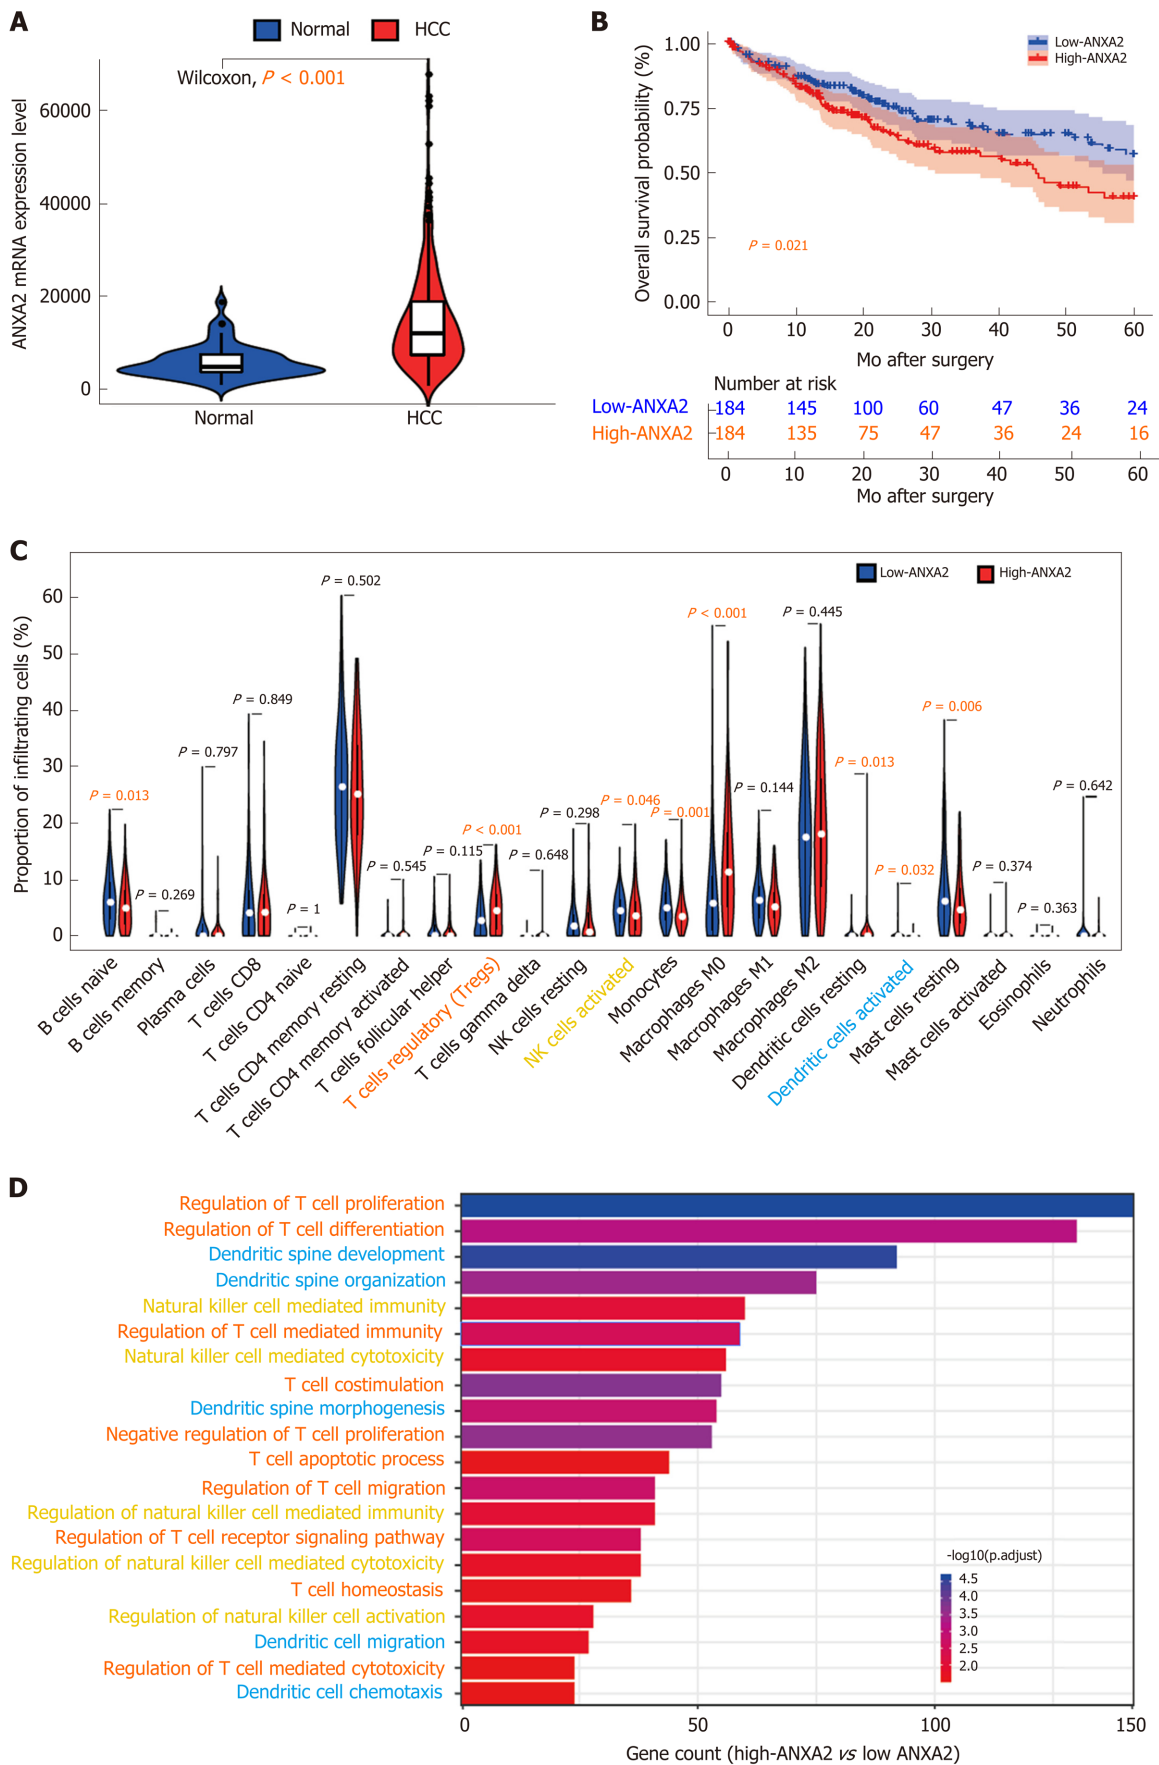 A
Normal
HCC
Wilcoxon, P < 0.001
ANXA2 mRNA expression level
60000
40000
20000
0
Normal
HCC
B
Low-ANXA2
High-ANXA2
Overall survival probability (%)
1.00
0.75
0.50
0.25
0.00
P = 0.021
0 10 20 30 40 50 60
Mo after surgery
Number at risk
Low-ANXA2 184 145 100 60 47 36 24
High-ANXA2 184 135 75 47 36 24 16
0 10 20 30 40 50 60
Mo after surgery
C
Low-ANXA2
High-ANXA2
Proportion of infiltrating cells (%)
60
50
40
30
20
10
0
P = 0.013
P = 0.269
P = 0.797
P = 0.849
P = 1
P = 0.502
P = 0.545
P = 0.115
P < 0.001
P = 0.648
P = 0.298
P = 0.046
P = 0.001
P < 0.001
P = 0.144
P = 0.445
P = 0.013
P = 0.032
P = 0.006
P = 0.374
P = 0.363
P = 0.642
B cells naive
B cells memory
Plasma cells
T cells CD8
T cells CD4 naive
T cells CD4 memory resting
T cells CD4 memory activated
T cells follicular helper
T cells regulatory (Tregs)
T cells gamma delta
NK cells resting
NK cells activated
Monocytes
Macrophages M0
Macrophages M1
Macrophages M2
Dendritic cells resting
Dendritic cells activated
Mast cells resting
Mast cells activated
Eosinophils
Neutrophils
D
Regulation of T cell proliferation
Regulation of T cell differentiation
Dendritic spine development
Dendritic spine organization
Natural killer cell mediated immunity
Regulation of T cell mediated immunity
Natural killer cell mediated cytotoxicity
T cell costimulation
Dendritic spine morphogenesis
Negative regulation of T cell proliferation
T cell apoptotic process
Regulation of T cell migration
Regulation of natural killer cell mediated immunity
Regulation of T cell receptor signaling pathway
Regulation of natural killer cell mediated cytotoxicity
T cell homeostasis
Regulation of natural killer cell activation
Dendritic cell migration
Regulation of T cell mediated cytotoxicity
Dendritic cell chemotaxis
-log10(p.adjust)
4.5
4.0
3.5
3.0
2.5
2.0
0 50 100 150
Gene count (high-ANXA2 vs low ANXA2)